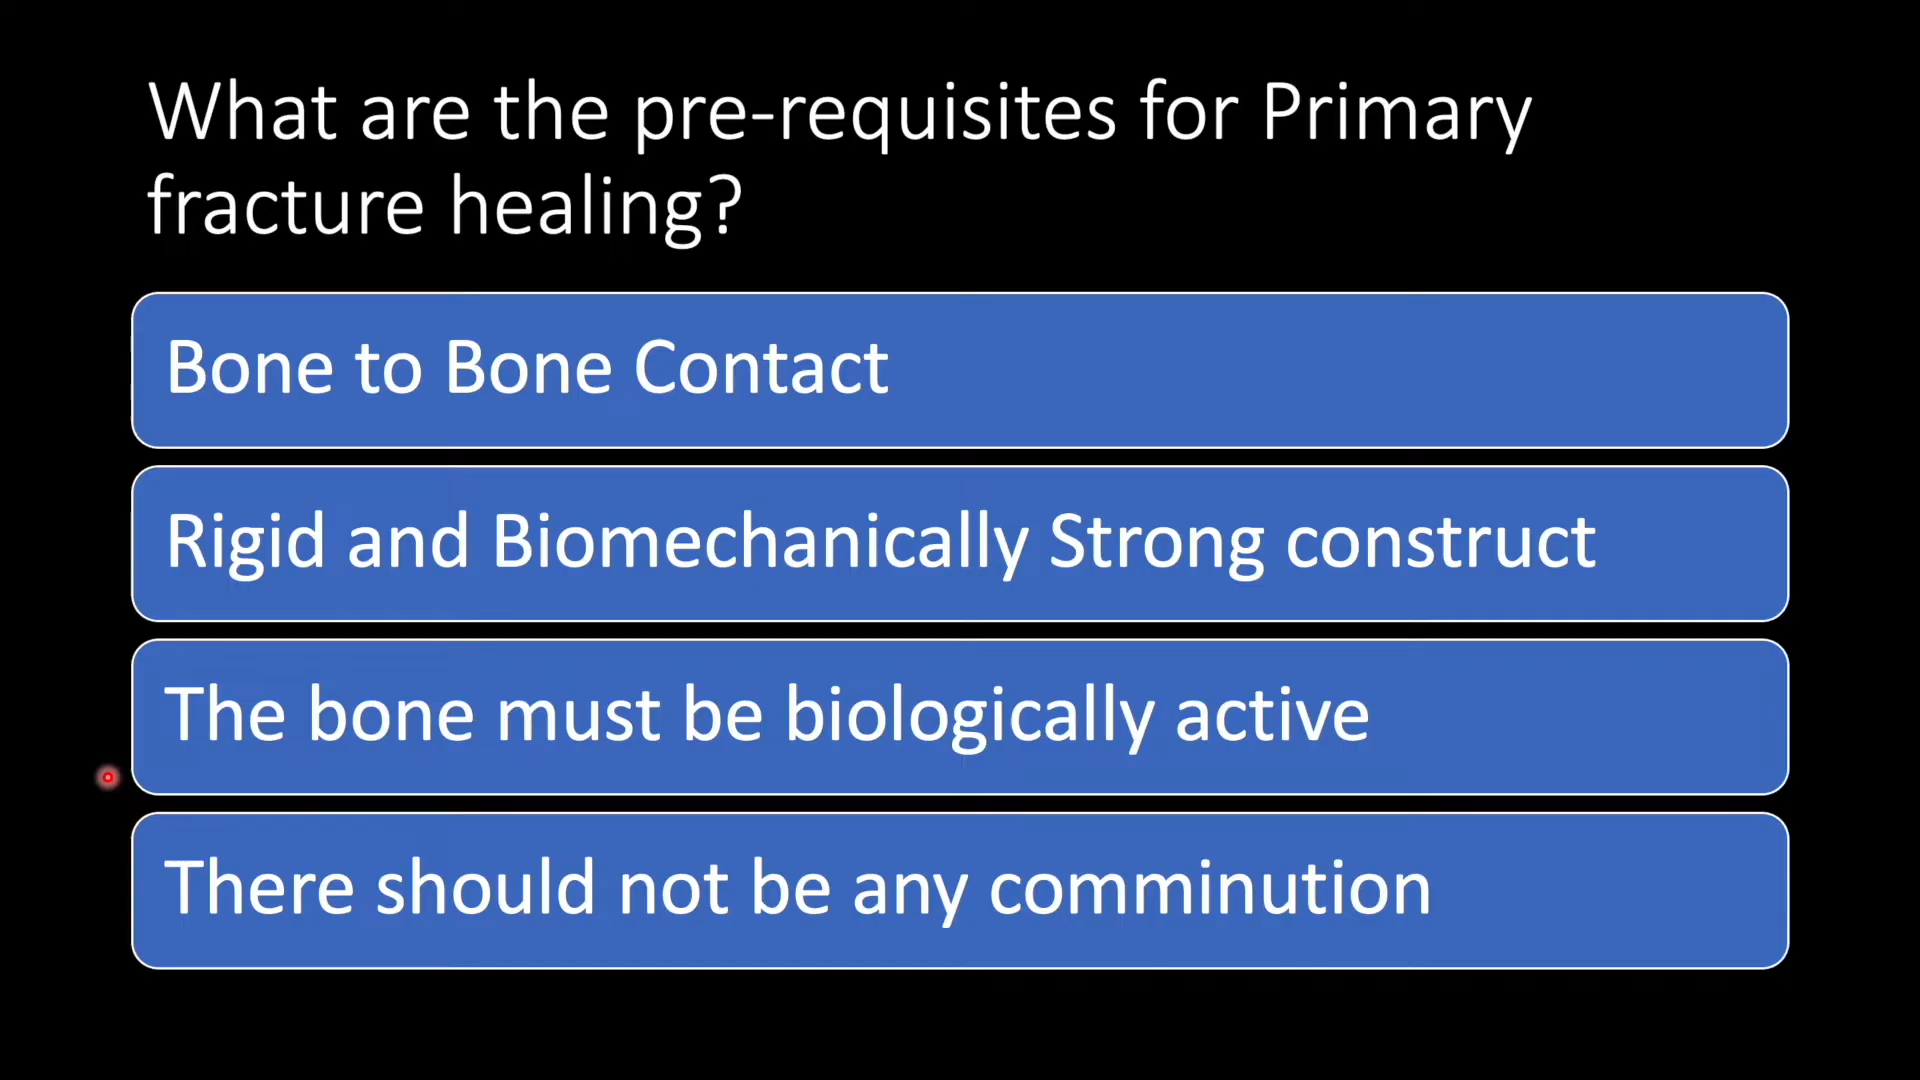 What are the pre-requisites for Primary
fracture healing?
Bone to Bone Contact
Rigid and Biomechanically Strong construct
The bone must be biologically active
There should not be any comminution